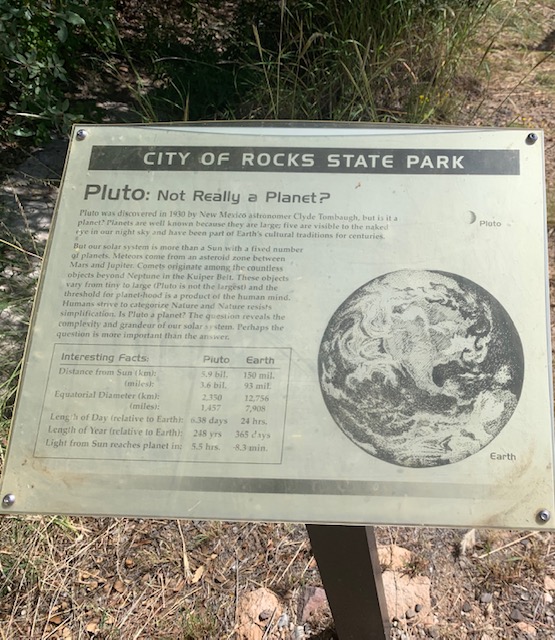 CITY OF ROCKS STATE PARK
Pluto: Not Really a Planet?
Pluto was discovered in 1930 by New Mexico astronomer Clyde Tombaugh, but is it a
planet? Planets are well known because they are large; five are visible to the naked
eye in our night sky and have been part of Earth's cultural traditions for centuries.
But our solar system is more than a Sun with a fixed number
of planets. Meteors come from an asteroid zone between
Mars and Jupiter. Comets originate among the countless
objects beyond Neptune in the Kuiper Belt. These objects
vary from tiny to large (Pluto is not the largest) and the
threshold for planet-hood is a product of the human mind.
Humans strive to categorize Nature and Nature resists
simplification. Is Pluto a planet? The question reveals the
complexity and grandeur of our solar system. Perhaps the
question is more important than the answer.
Pluto
Interesting Facts: Pluto Earth
Distance from Sun (km): 5.9 bil. 150 mil.
(miles): 3.6 bil. 93 mil.
Equatorial Diameter (km): 2,350 12,756
(miles): 1,457 7,908
Length of Day (relative to Earth): 6.38 days 24 hrs.
Length of Year (relative to Earth): 248 yrs 365 days
Light from Sun reaches planet in: 5.5 hrs. 8.3 min.
Earth